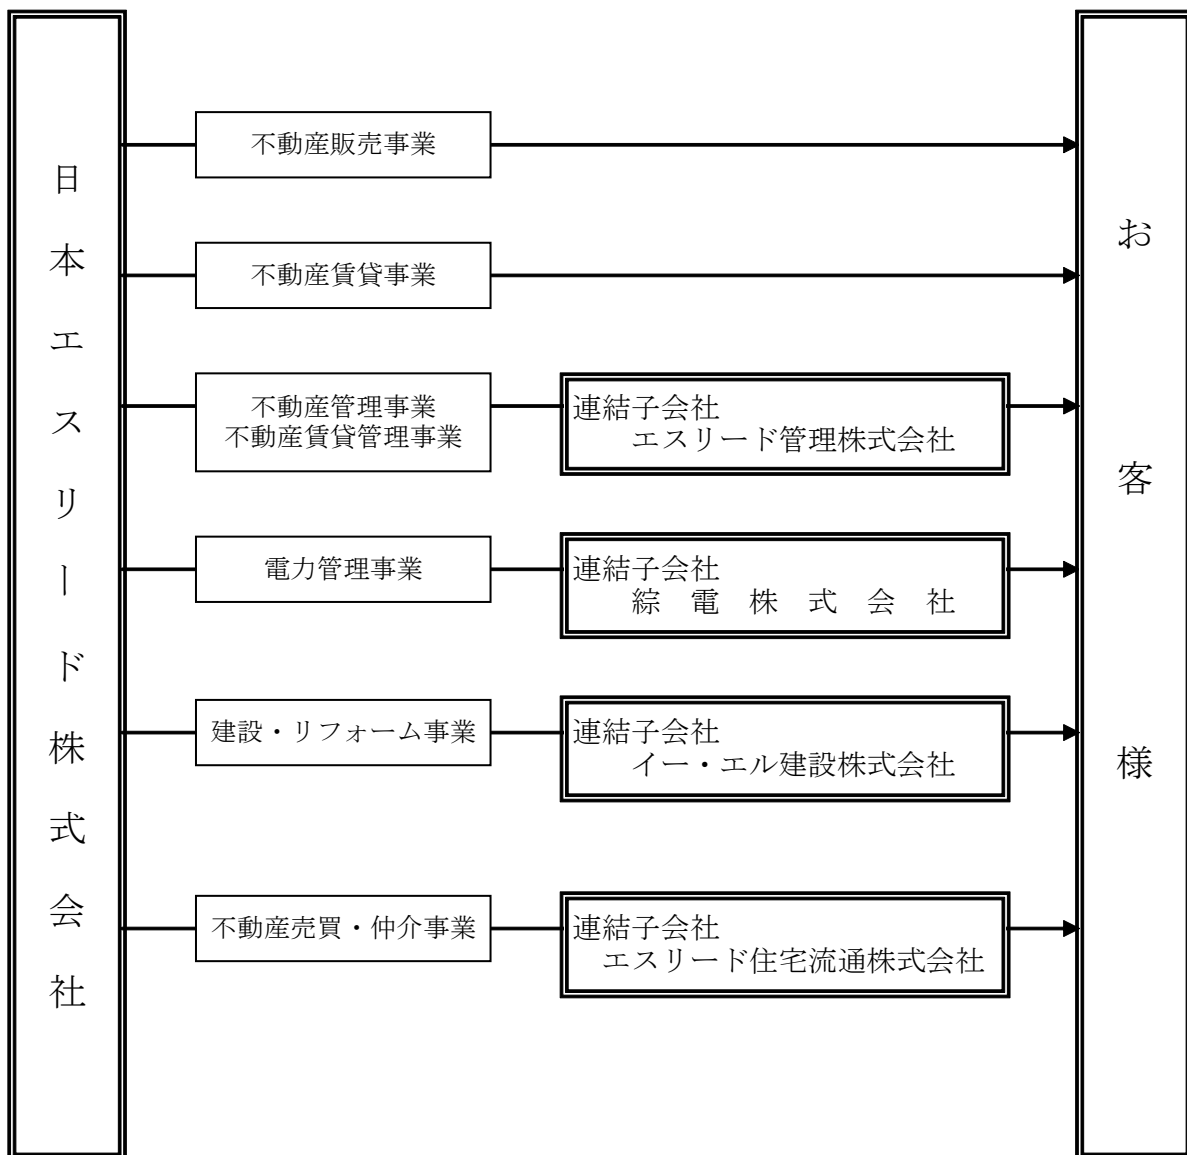 日本エスリード株式会社
不動産販売事業
不動産賃貸事業
不動産管理事業
不動産賃貸管理事業
連結子会社
エスリード管理株式会社
電力管理事業
連結子会社
綜電株式会社
建設・リフォーム事業
連結子会社
イー・エル建設株式会社
不動産売買・仲介事業
連結子会社
エスリード住宅流通株式会社
お客様